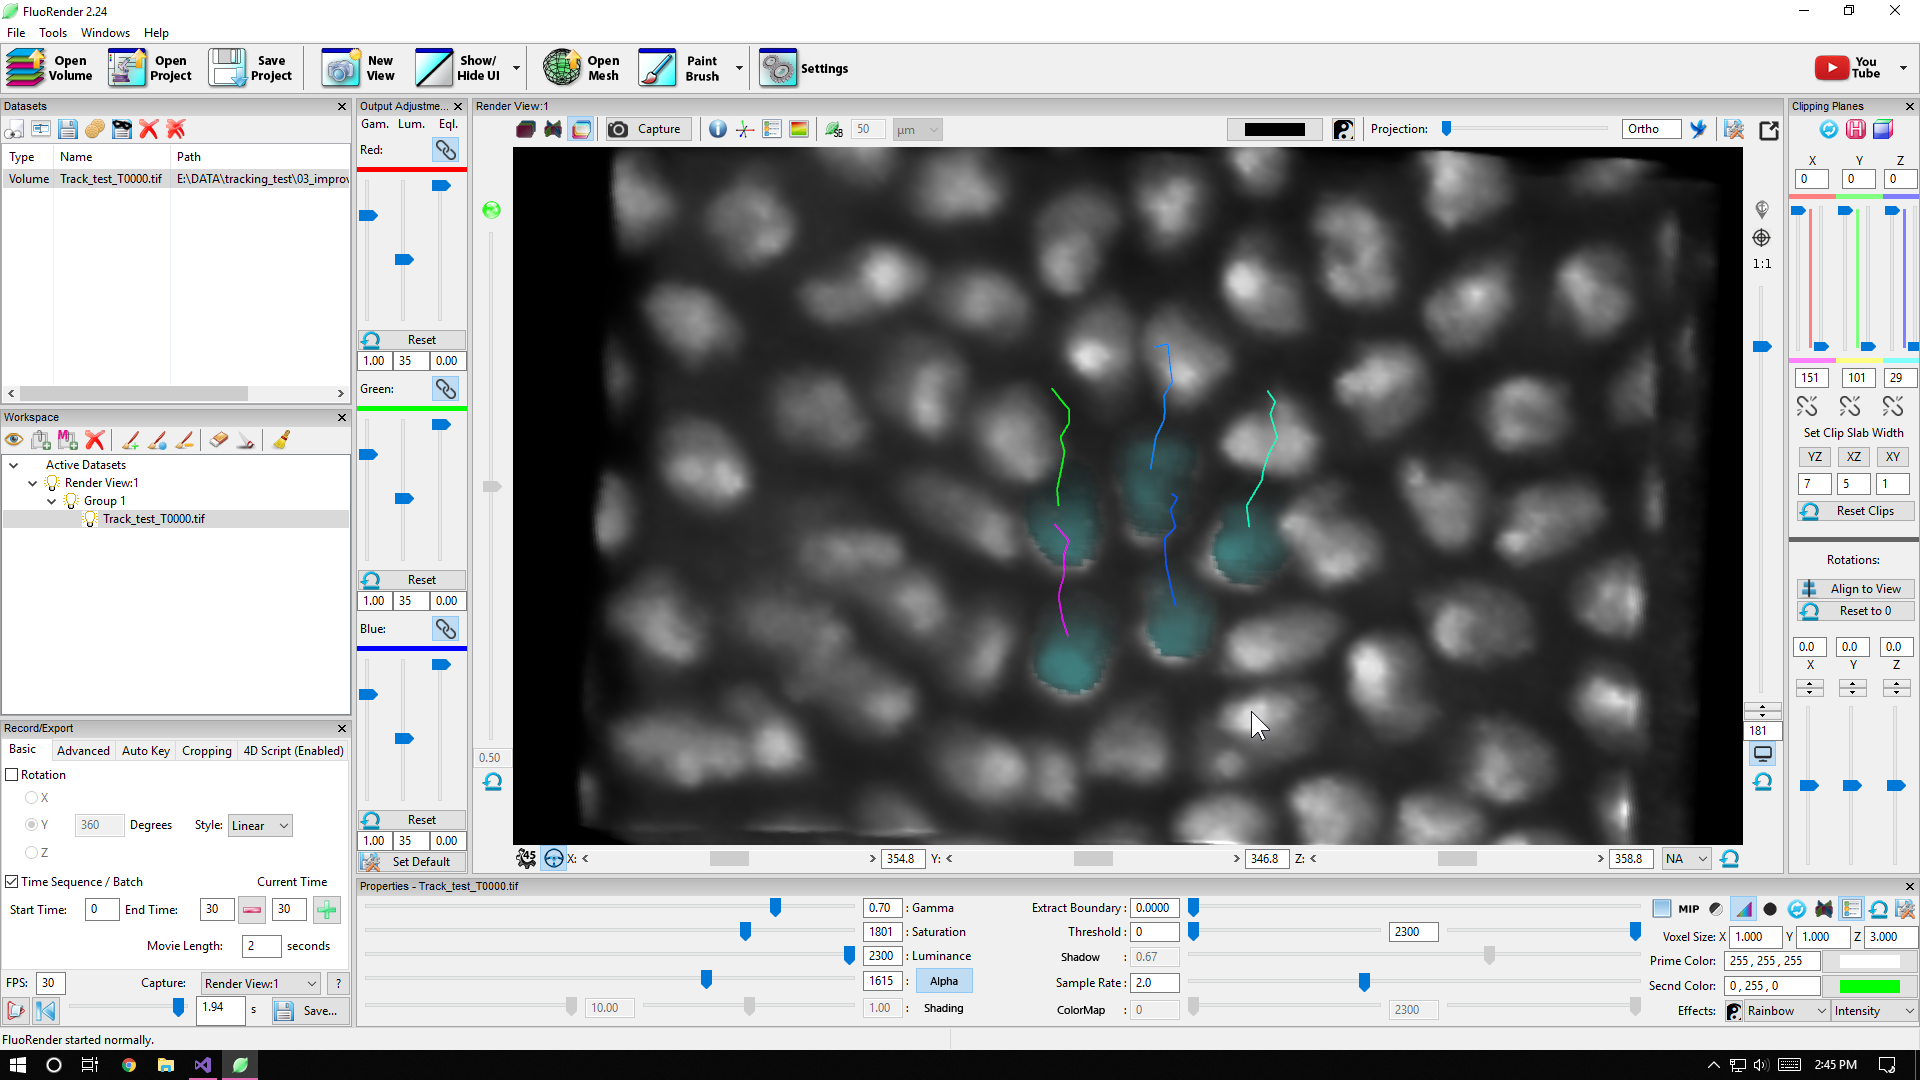 FluoRender 2.24
File Tools Windows Help
Open Volume
Open Project
Save Project
New View
Show/ Hide UI
Open Mesh
Paint Brush
Settings
You Tube
Datasets
Type Name Path
Volume Track_test_T0000.tif E:\DATA\tracking_test\03_improv
Workspace
Active Datasets
Render View:1
Group 1
Track_test_T0000.tif
Record/Export
Basic Advanced Auto Key Cropping 4D Script (Enabled)
Rotation
X
Y 360 Degrees Style: Linear
Z
Time Sequence / Batch Current Time
Start Time: 0 End Time: 30 30
Movie Length: 2 seconds
FPS: 30 Capture: Render View:1 ?
1.94 s Save...
Output Adjustme...
Gam. Lum. Eql.
Red:
Reset
1.00 35 0.00
Green:
Reset
1.00 35 0.00
Blue:
Reset
1.00 35 0.00
Set Default
Render View:1
Capture SB 50 µm Projection: Ortho
0.50
1:1
181
45 X: < > 354.8 Y: < > 346.8 Z: < > 358.8 NA
Clipping Planes
X Y Z
0 0 0
151 101 29
Set Clip Slab Width
YZ XZ XY
7 5 1
Reset Clips
Rotations:
Align to View
Reset to 0
0.0 0.0 0.0
X Y Z
Properties - Track_test_T0000.tif
0.70 : Gamma Extract Boundary : 0.0000 MIP
1801 : Saturation Threshold : 0 2300 Voxel Size: X 1.000 Y 1.000 Z 3.000
2300 : Luminance Shadow : 0.67 Prime Color: 255 , 255 , 255
1615 : Alpha Sample Rate : 2.0 Secnd Color: 0 , 255 , 0
10.00 1.00 : Shading ColorMap : 0 2300 Effects: Rainbow Intensity
FluoRender started normally.
2:45 PM